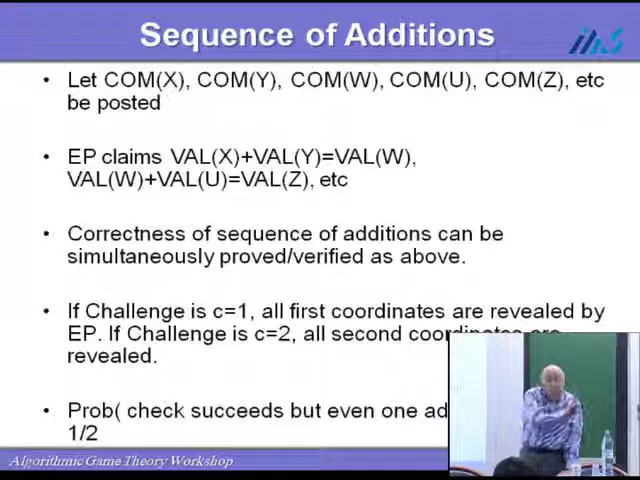 Sequence of Additions
ims
• Let COM(X), COM(Y), COM(W), COM(U), COM(Z), etc
be posted
• EP claims VAL(X)+VAL(Y)=VAL(W),
VAL(W)+VAL(U)=VAL(Z), etc
• Correctness of sequence of additions can be
simultaneously proved/verified as above.
• If Challenge is c=1, all first coordinates are revealed by
EP. If Challenge is c=2, all second coordinates are
revealed.
• Prob( check succeeds but even one ad
1/2
Algorithmic Game Theory Workshop